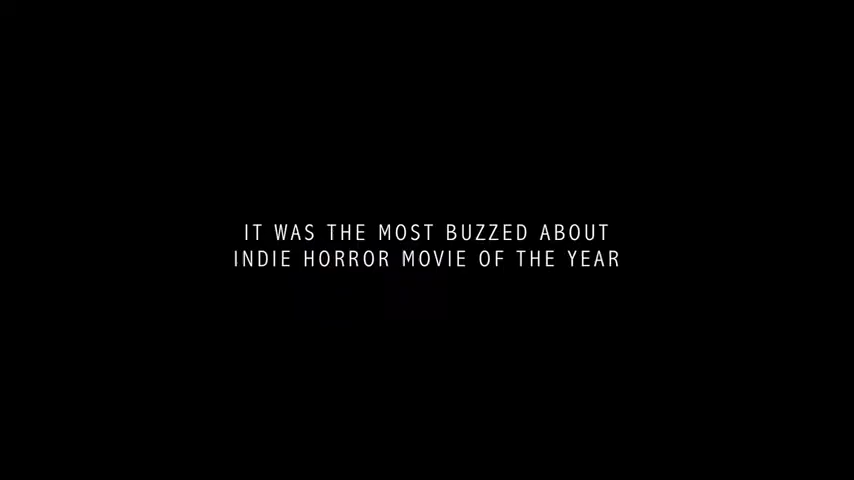 IT WAS THE MOST BUZZED ABOUT
INDIE HORROR MOVIE OF THE YEAR